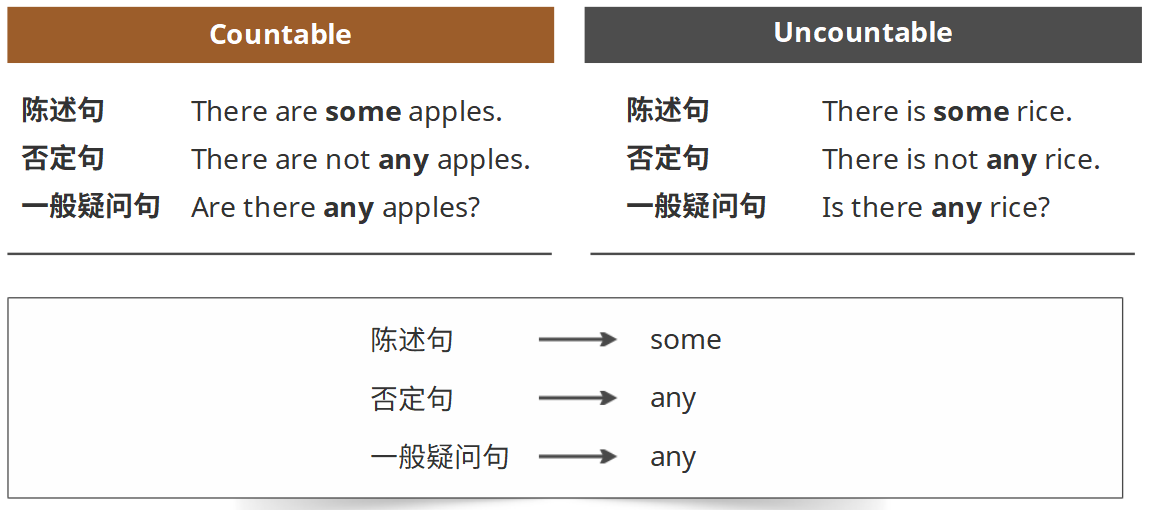 Countable
陈述句 There are some apples.
否定句 There are not any apples.
一般疑问句 Are there any apples?
Uncountable
陈述句 There is some rice.
否定句 There is not any rice.
一般疑问句 Is there any rice?
陈述句 some
否定句 any
一般疑问句 any